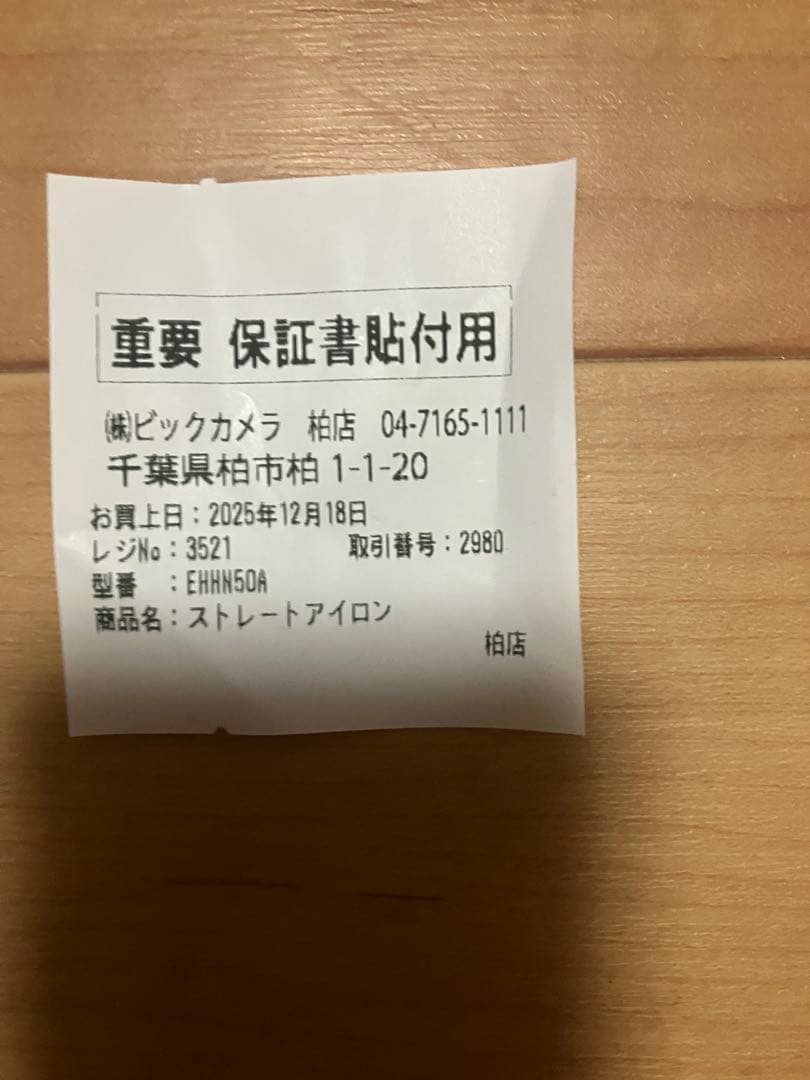 重要 保証書貼付用
㈱ビックカメラ 柏店 04-7165-1111
千葉県柏市柏 1-1-20
お買上日：2025年12月18日
レジNo：3521 取引番号：2980
型番 ：EHHN50A
商品名：ストレートアイロン
柏店